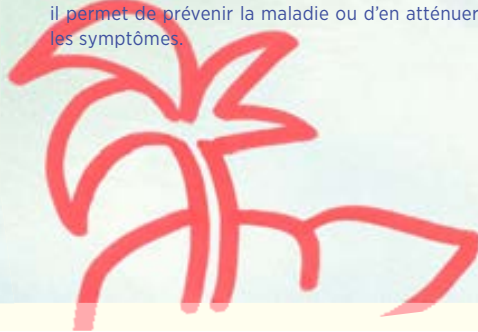 il permet de prévenir la maladie ou d’en atténuer
les symptômes.